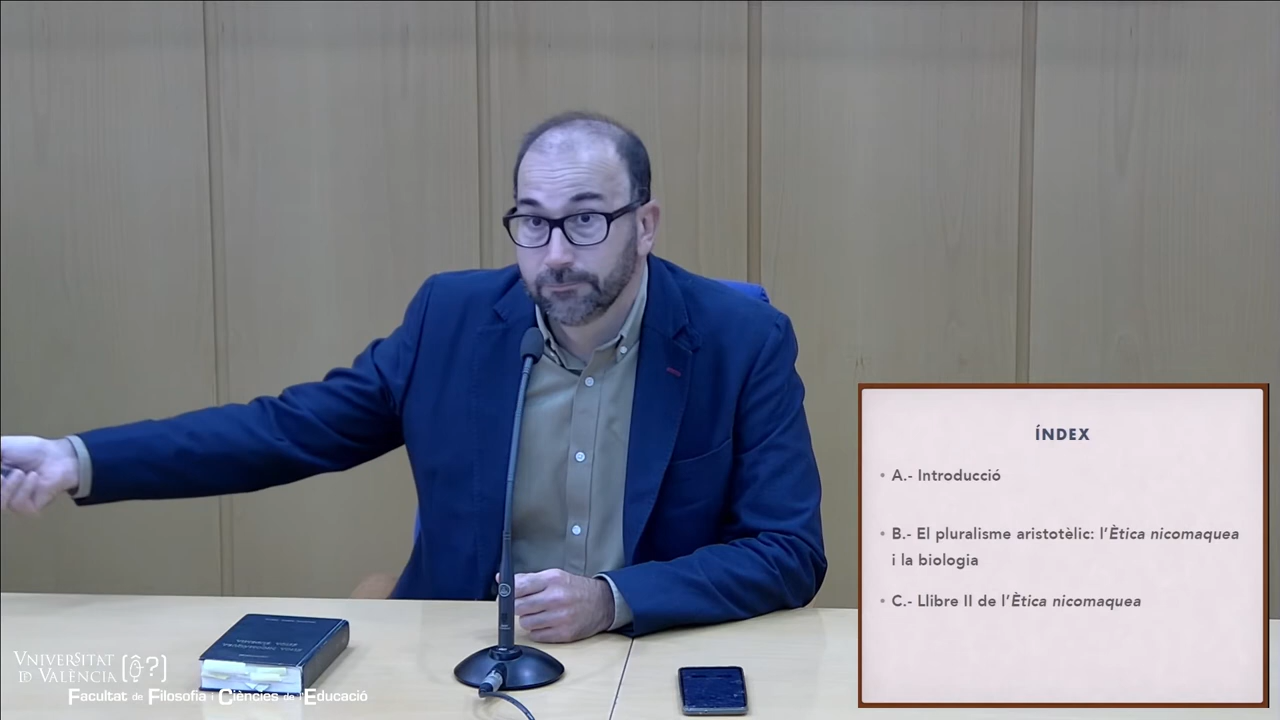 ÍNDEX
• A.- Introducció
• B.- El pluralisme aristotèlic: l'Ètica nicomaquea
i la biologia
• C.- Llibre II de l'Ètica nicomaquea
VNIVERSITAT
ID VALÈNCIA [ê?]
Facultat de Filosofia i Ciències de l'Educació